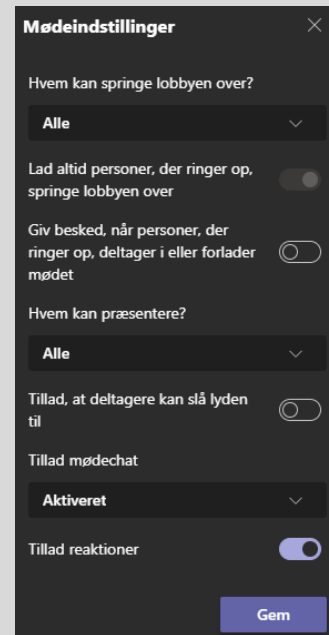 Mødeindstillinger
Hvem kan springe lobbyen over?
Alle
Lad altid personer, der ringer op,
springe lobbyen over
Giv besked, når personer, der
ringer op, deltager i eller forlader
mødet
Hvem kan præsentere?
Alle
Tillad, at deltagere kan slå lyden
til
Tillad mødechat
Aktiveret
Tillad reaktioner
Gem